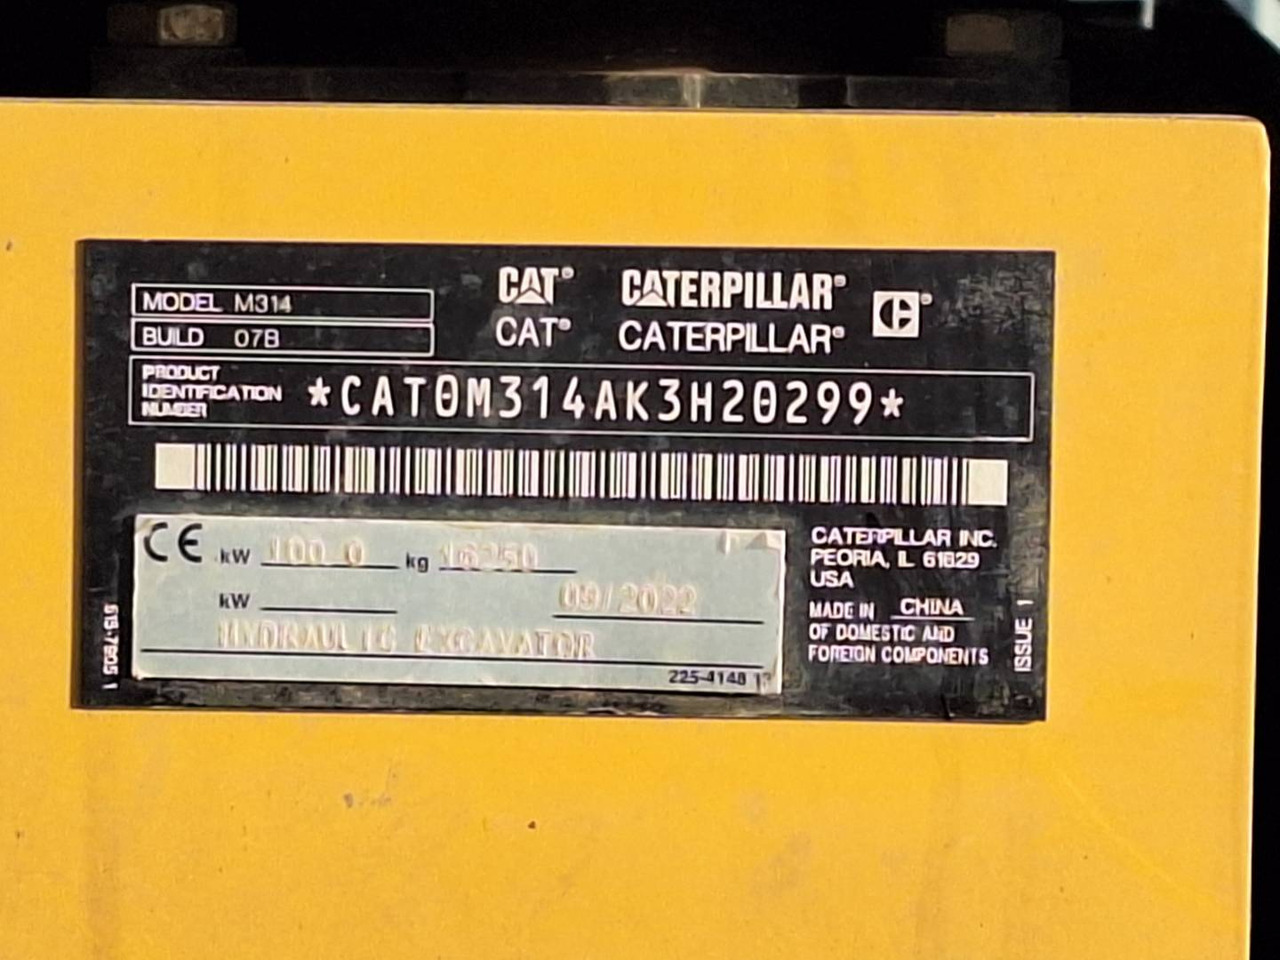 MODEL M314
BUILD 07B
CAT® CATERPILLAR®
CAT® CATERPILLAR®
PRODUCT
IDENTIFICATION
NUMBER
*CAT0M314AK3H20299*
CE kW 100.0 kg 16250
kW 09/2022
HYDRAULIC EXCAVATOR
225-4148
CATERPILLAR INC.
PEORIA, IL 61629
USA
MADE IN CHINA
OF DOMESTIC AND
FOREIGN COMPONENTS
ISSUE 1